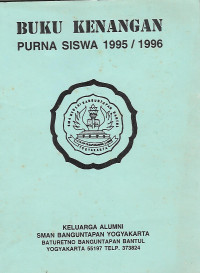 BUKU KENANGAN
PURNA SISWA 1995 / 1996
KELUARGA ALUMNI
SMAN BANGUNTAPAN YOGYAKARTA
BATURETNO BANGUNTAPAN BANTUL
YOGYAKARTA 55197 TELP. 373824